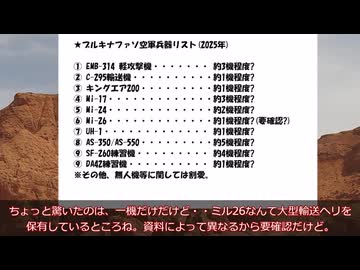 ★ブルキナファソ空軍兵器リスト(2025年)
① EMB-314 軽攻撃機・・・・・・・約3機程度?
② C-295輸送機・・・・・・・・・約1機程度?
③ キングエア200・・・・・・・・約1機程度?
④ Mi-17・・・・・・・・・・・・約3機程度?
⑤ Mi-24・・・・・・・・・・・・約2機程度?
⑥ Mi-26・・・・・・・・・・・・約1機程度?(要確認?)
⑦ UH-1・・・・・・・・・・・・約1機程度?
⑧ AS-350/AS-550・・・・・・・・約5機程度?
⑨ SF-260練習機・・・・・・・・・約4機程度?
⑩ DA42練習機・・・・・・・・・・約1機程度?
※その他、無人機等に関しては割愛。
ちょっと驚いたのは、一機だけだけど・・ミル26なんて大型輸送ヘリを
保有しているところね。資料によって異なるから要確認だけど。